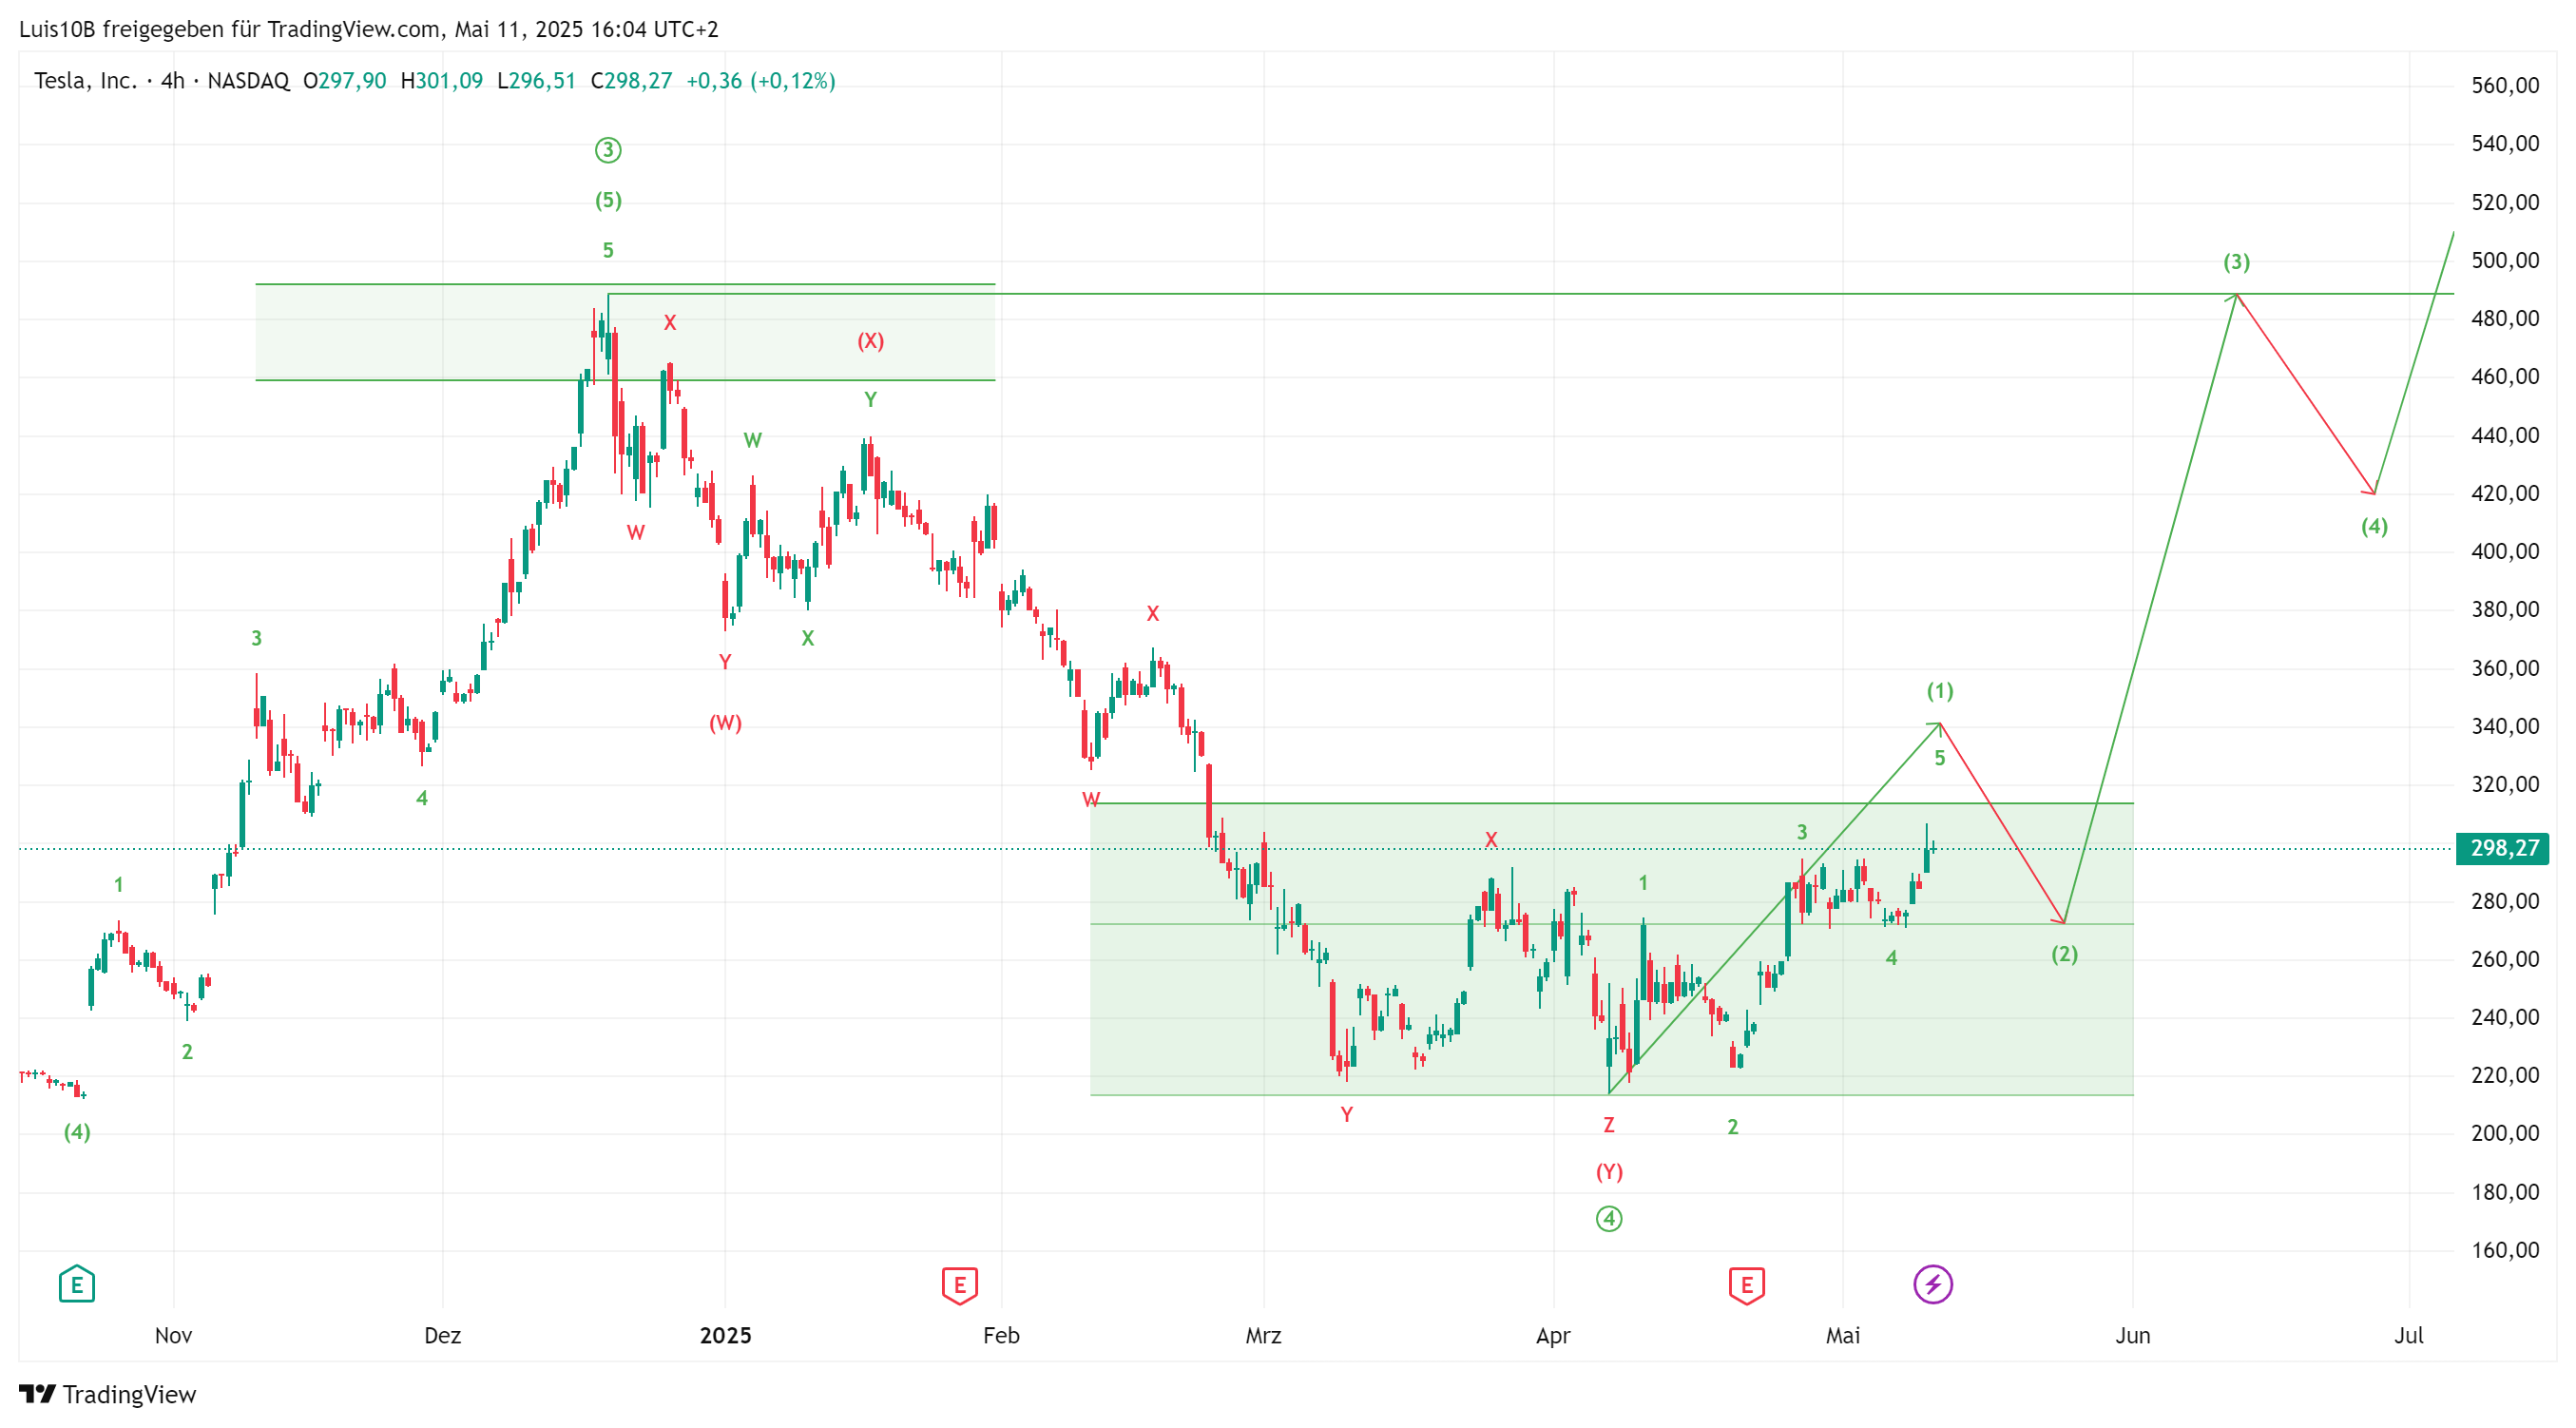 Luis10B freigegeben für TradingView.com, Mai 11, 2025 16:04 UTC+2
Tesla, Inc. · 4h · NASDAQ O297,90 H301,09 L296,51 C298,27 +0,36 (+0,12%)
560,00
3
540,00
(5)
520,00
5
500,00
(3)
480,00
X
(X)
460,00
Y
W
440,00
420,00
W
(4)
400,00
380,00
3
X
X
Y
360,00
(W)
(1)
340,00
5
320,00
4
W
3
X
298,27
1
1
280,00
4
(2)
260,00
240,00
2
220,00
Y
Z
2
(4)
200,00
(Y)
180,00
4
160,00
E
E
E
Nov Dez 2025 Feb Mrz Apr Mai Jun Jul
TradingView